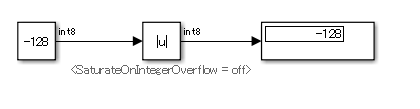 -128
int8
|u|
int8
-128
<SaturateOnIntegerOverflow = off>